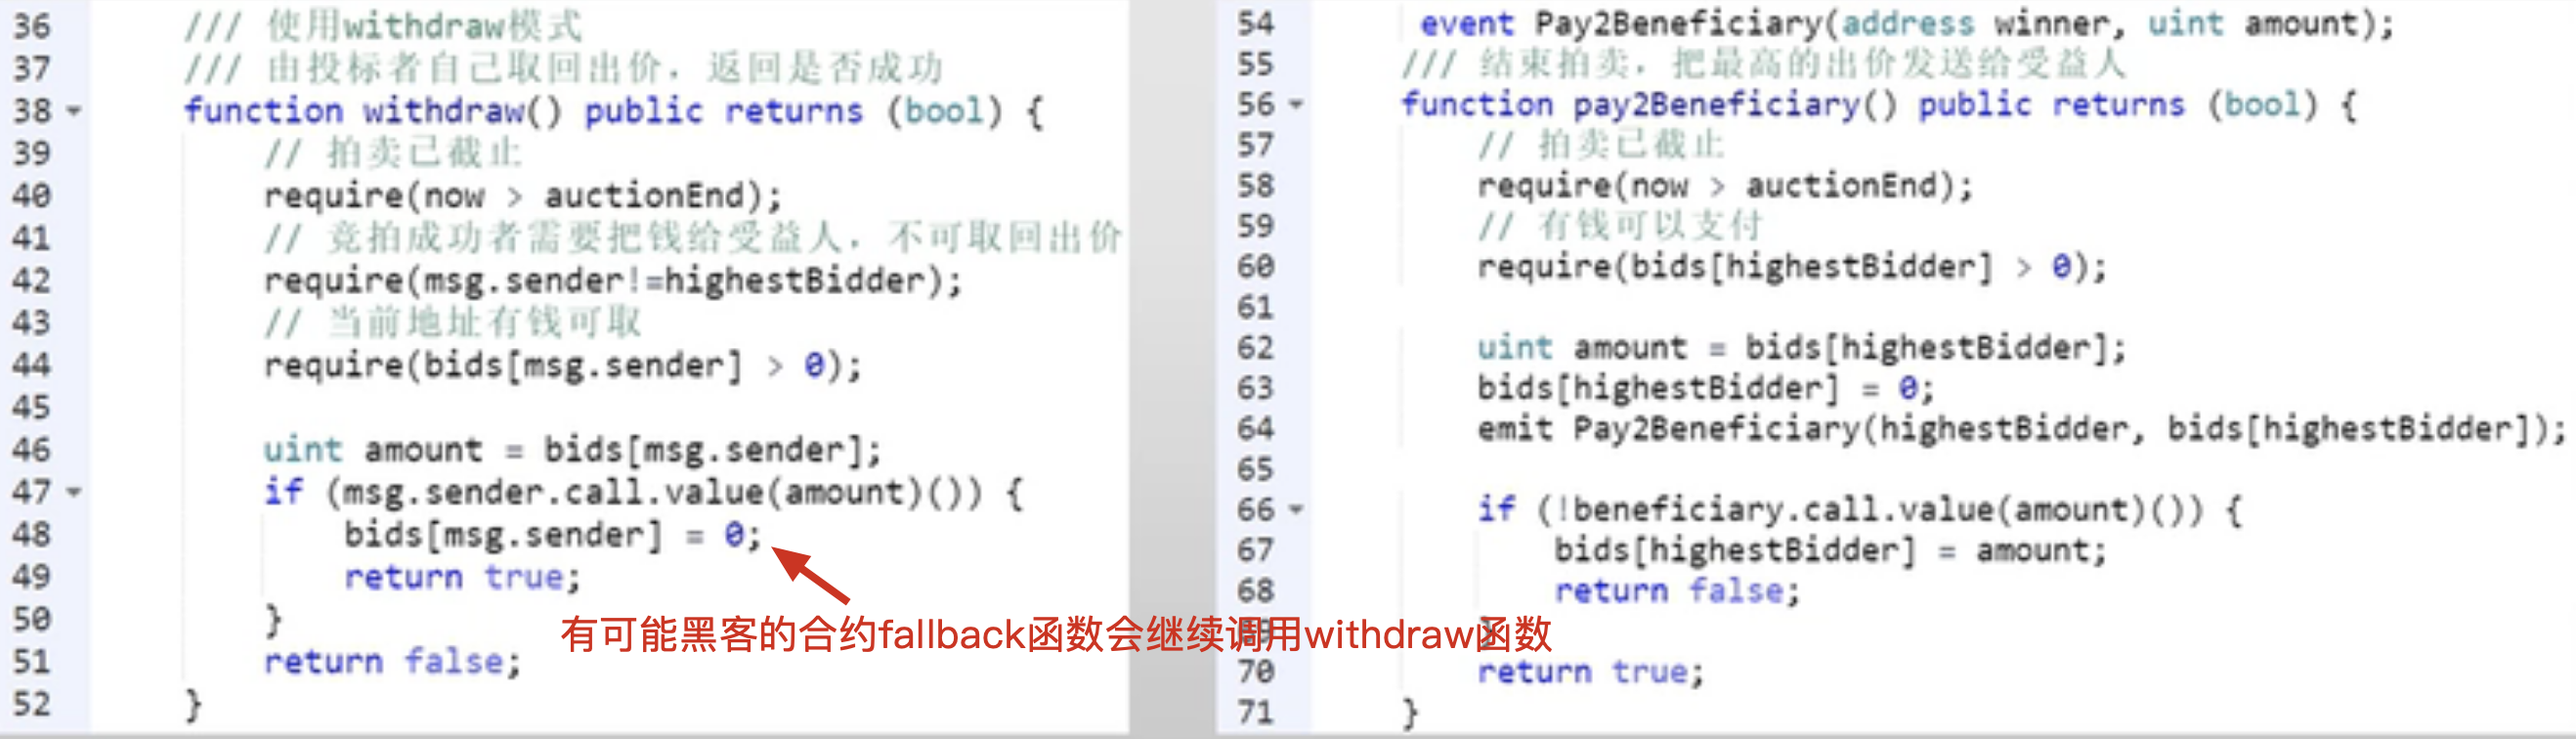 36 /// 使用withdraw模式
37 /// 由投标者自己取回出价，返回是否成功
38 function withdraw() public returns (bool) {
39 // 拍卖已截止
40 require(now > auctionEnd);
41 // 竞拍成功者需要把钱给受益人，不可取回出价
42 require(msg.sender!=highestBidder);
43 // 当前地址有钱可取
44 require(bids[msg.sender] > 0);
45
46 uint amount = bids[msg.sender];
47 if (msg.sender.call.value(amount)()) {
48 bids[msg.sender] = 0;
49 return true;
50 }
51 return false;
52 }
有可能黑客的合约fallback函数会继续调用withdraw函数
54 event Pay2Beneficiary(address winner, uint amount);
55 /// 结束拍卖，把最高的出价发送给受益人
56 function pay2Beneficiary() public returns (bool) {
57 // 拍卖已截止
58 require(now > auctionEnd);
59 // 有钱可以支付
60 require(bids[highestBidder] > 0);
61
62 uint amount = bids[highestBidder];
63 bids[highestBidder] = 0;
64 emit Pay2Beneficiary(highestBidder, bids[highestBidder]);
65
66 if (!beneficiary.call.value(amount)()) {
67 bids[highestBidder] = amount;
68 return false;
70 return true;
71 }